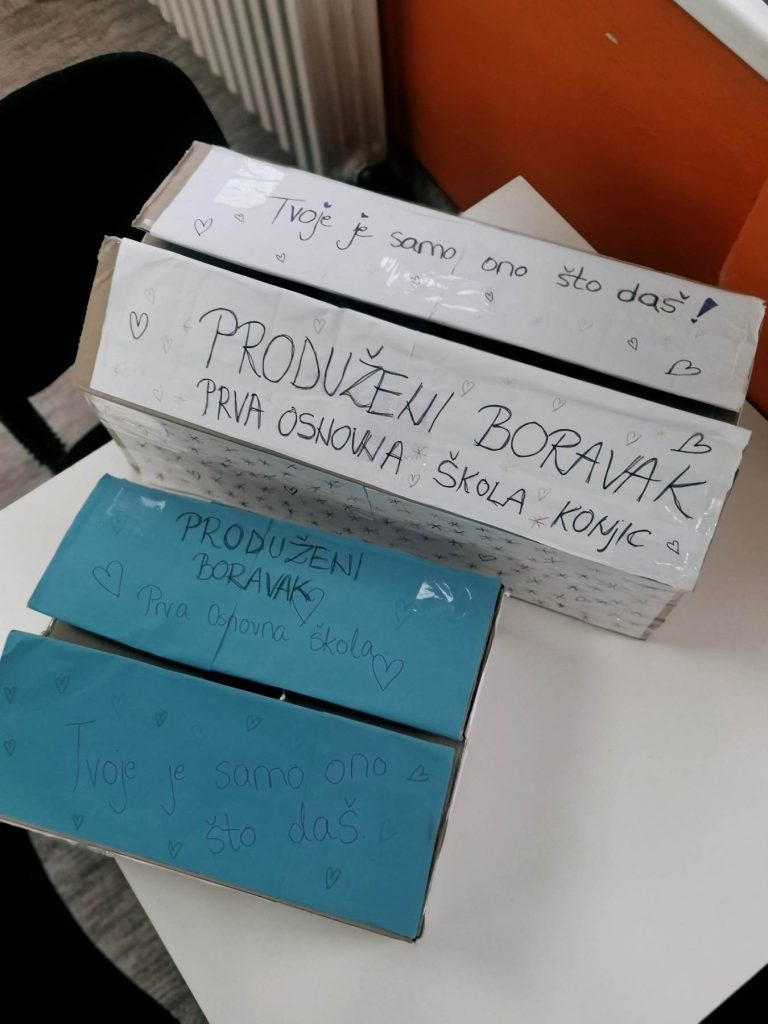 Tvoje je samo ono što daš!
PRODUŽENI BORAVAK
PRVA OSNOVNA ŠKOLA KONJIC
PRODUŽENI
BORAVAK
Prva osnovna škola
Tvoje je samo ono
što daš.